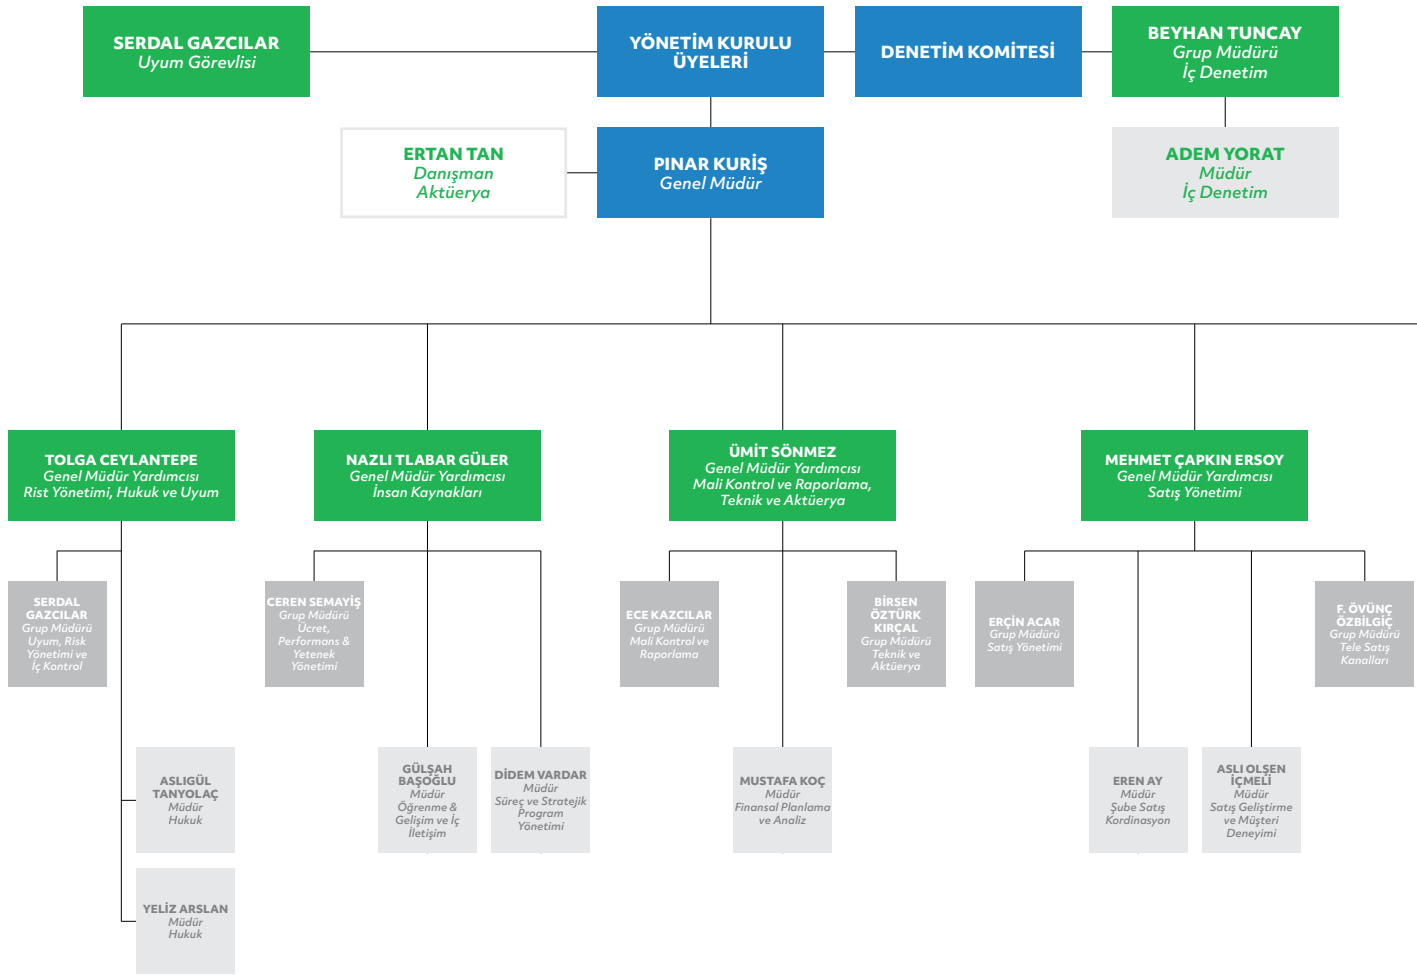 SERDAL GAZCILAR
Uyum Görevlisi
YÖNETİM KURULU
ÜYELERİ
DENETİM KOMİTESİ
BEYHAN TUNCAY
Grup Müdürü
İç Denetim
ERTAN TAN
Danışman
Aktüerya
PINAR KURİŞ
Genel Müdür
ADEM YORAT
Müdür
İç Denetim
TOLGA CEYLANTEPE
Genel Müdür Yardımcısı
Rist Yönetimi, Hukuk ve Uyum
NAZLI TLABAR GÜLER
Genel Müdür Yardımcısı
İnsan Kaynakları
ÜMİT SÖNMEZ
Genel Müdür Yardımcısı
Mali Kontrol ve Raporlama,
Teknik ve Aktüerya
MEHMET ÇAPKIN ERSOY
Genel Müdür Yardımcısı
Satış Yönetimi
SERDAL
GAZCILAR
Grup Müdürü
Uyum, Risk
Yönetimi ve
İç Kontrol
CEREN SEMAYİŞ
Grup Müdürü
Ücret,
Performans &
Yetenek
Yönetimi
ECE KAZCILAR
Grup Müdürü
Mali Kontrol ve
Raporlama
BİRSEN
ÖZTÜRK
KIRÇAL
Grup Müdürü
Teknik ve
Aktüerya
ERÇİN ACAR
Grup Müdürü
Satış Yönetimi
F. ÖVÜNÇ
ÖZBİLGİÇ
Grup Müdürü
Tele Satış
Kanalları
ASLIGÜL
TANYOLAÇ
Müdür
Hukuk
GÜLŞAH
BAŞOĞLU
Müdür
Öğrenme &
Gelişim ve İç
İletişim
DİDEM VARDAR
Müdür
Süreç ve Stratejik
Program
Yönetimi
MUSTAFA KOÇ
Müdür
Finansal Planlama
ve Analiz
EREN AY
Müdür
Şube Satış
Kordinasyon
ASLI OLŞEN
İÇMELİ
Müdür
Satış Geliştirme
ve Müşteri
Deneyimi
YELİZ ARSLAN
Müdür
Hukuk